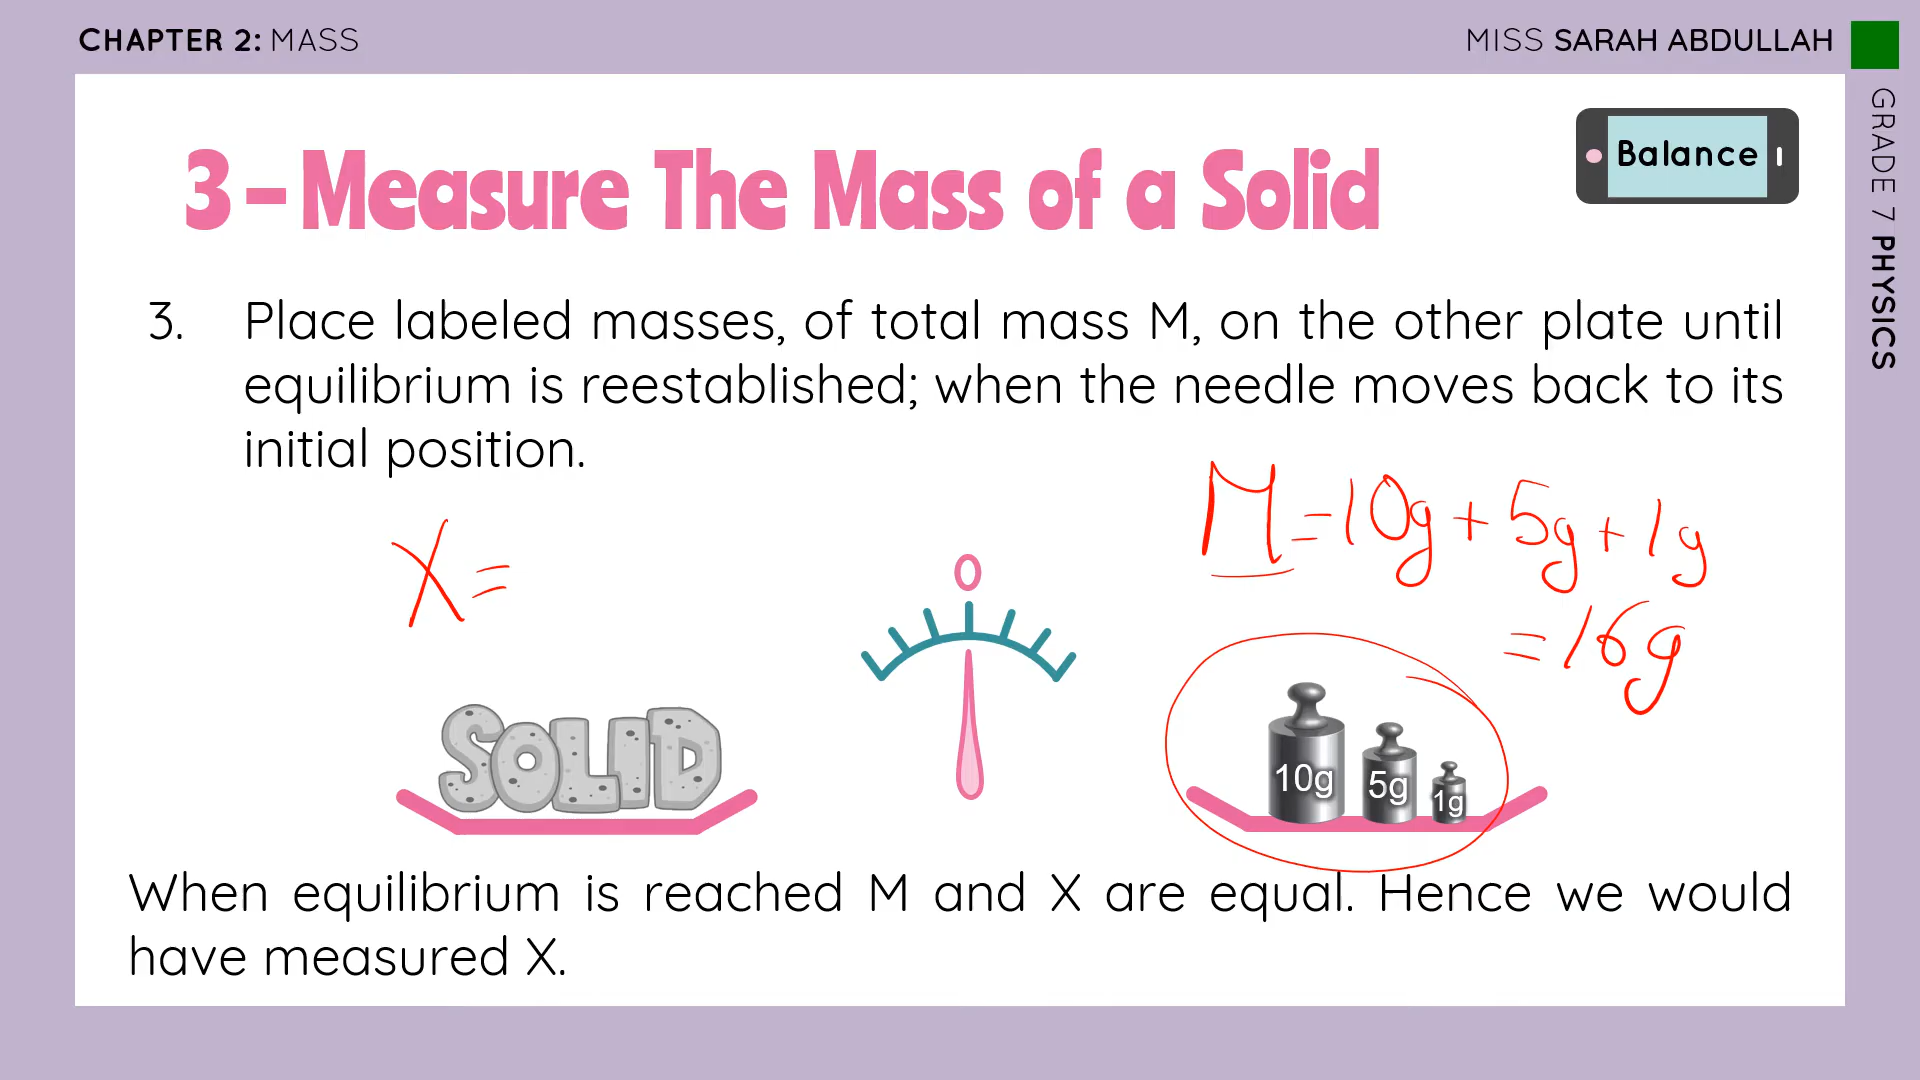 CHAPTER 2: MASS
MISS SARAH ABDULLAH
GRADE 7 PHYSICS
Balance
3-Measure The Mass of a Solid
3. Place labeled masses, of total mass M, on the other plate until
equilibrium is reestablished; when the needle moves back to its
initial position.
M=10g+5g+1g
=16g
X=
0
SOLID
10g 5g 1g
When equilibrium is reached M and X are equal. Hence we would
have measured X.